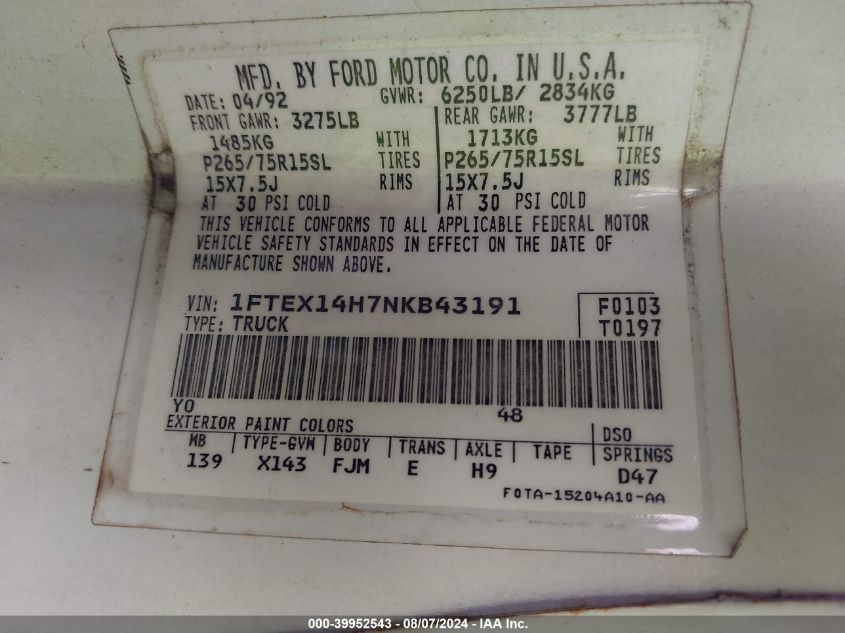 MFD. BY FORD MOTOR CO. IN U.S.A.
DATE: 04/92 GVWR: 6250LB/ 2834KG
FRONT GAWR: 3275LB REAR GAWR: 3777LB
1485KG WITH 1713KG WITH
P265/75R15SL TIRES P265/75R15SL TIRES
15X7.5J RIMS 15X7.5J RIMS
AT 30 PSI COLD AT 30 PSI COLD
THIS VEHICLE CONFORMS TO ALL APPLICABLE FEDERAL MOTOR
VEHICLE SAFETY STANDARDS IN EFFECT ON THE DATE OF
MANUFACTURE SHOWN ABOVE.
VIN: 1FTEX14H7NKB43191 F0103
TYPE: TRUCK T0197
YO 48
EXTERIOR PAINT COLORS DSO
WB TYPE-GVW BODY TRANS AXLE TAPE SPRINGS
139 X143 FJM E H9 D47
F0TA-15204A10-AA
000-39952543 - 08/07/2024 - IAA Inc.